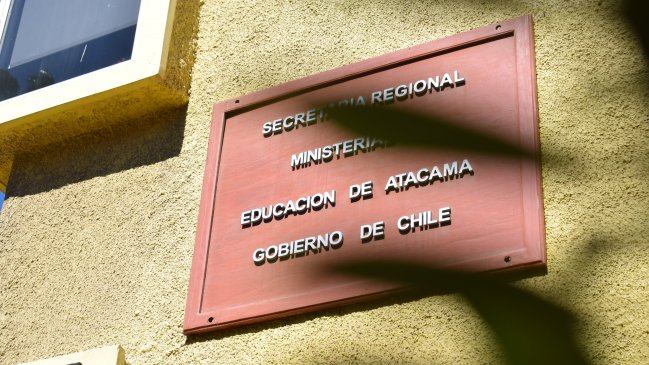 SECRETARIA REGIONAL
MINISTERIAL
EDUCACION DE ATACAMA
GOBIERNO DE CHILE